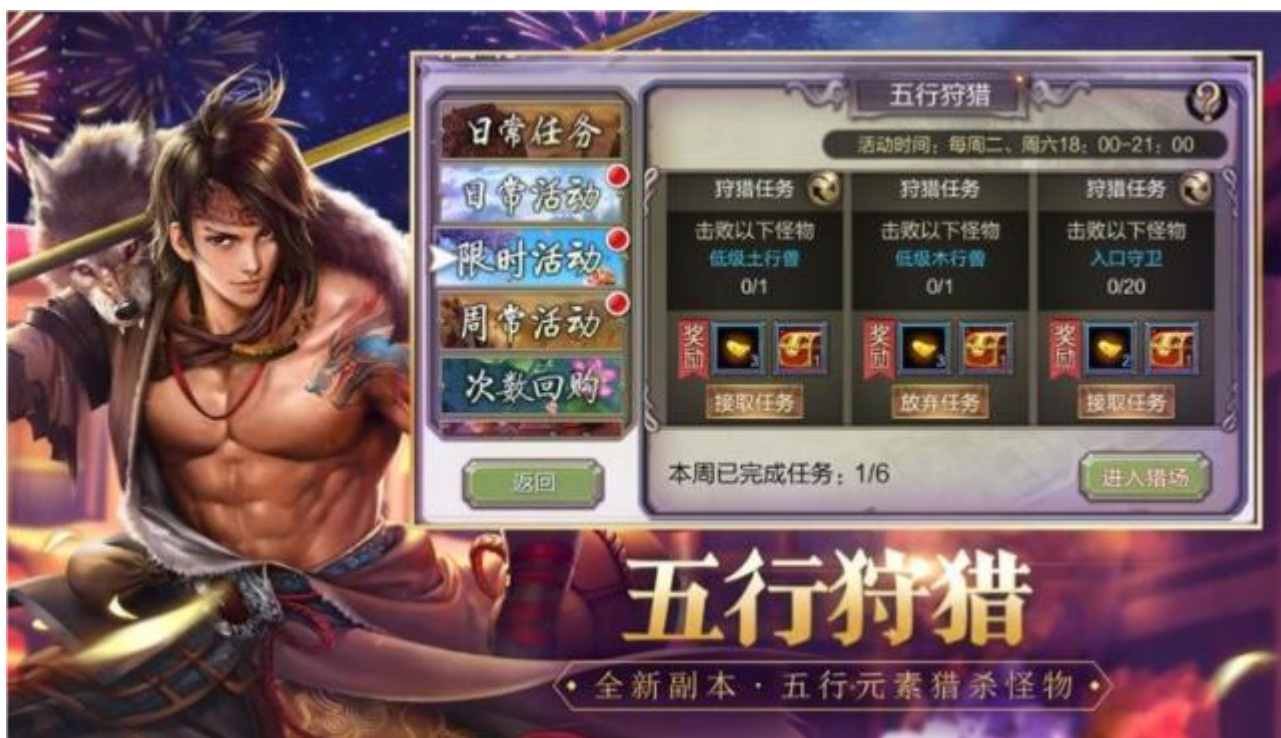 五行狩猎
活动时间：每周二、周六18：00-21：00
日常任务
日常活动
限时活动
周常活动
次数回购
返回
狩猎任务
击败以下怪物
低级土行兽
0/1
奖励
3
1
接取任务
狩猎任务
击败以下怪物
低级木行兽
0/1
奖励
3
1
放弃任务
狩猎任务
击败以下怪物
入口守卫
0/20
奖励
2
1
接取任务
本周已完成任务：1/6
进入猎场
五行狩猎
·全新副本·五行元素猎杀怪物·